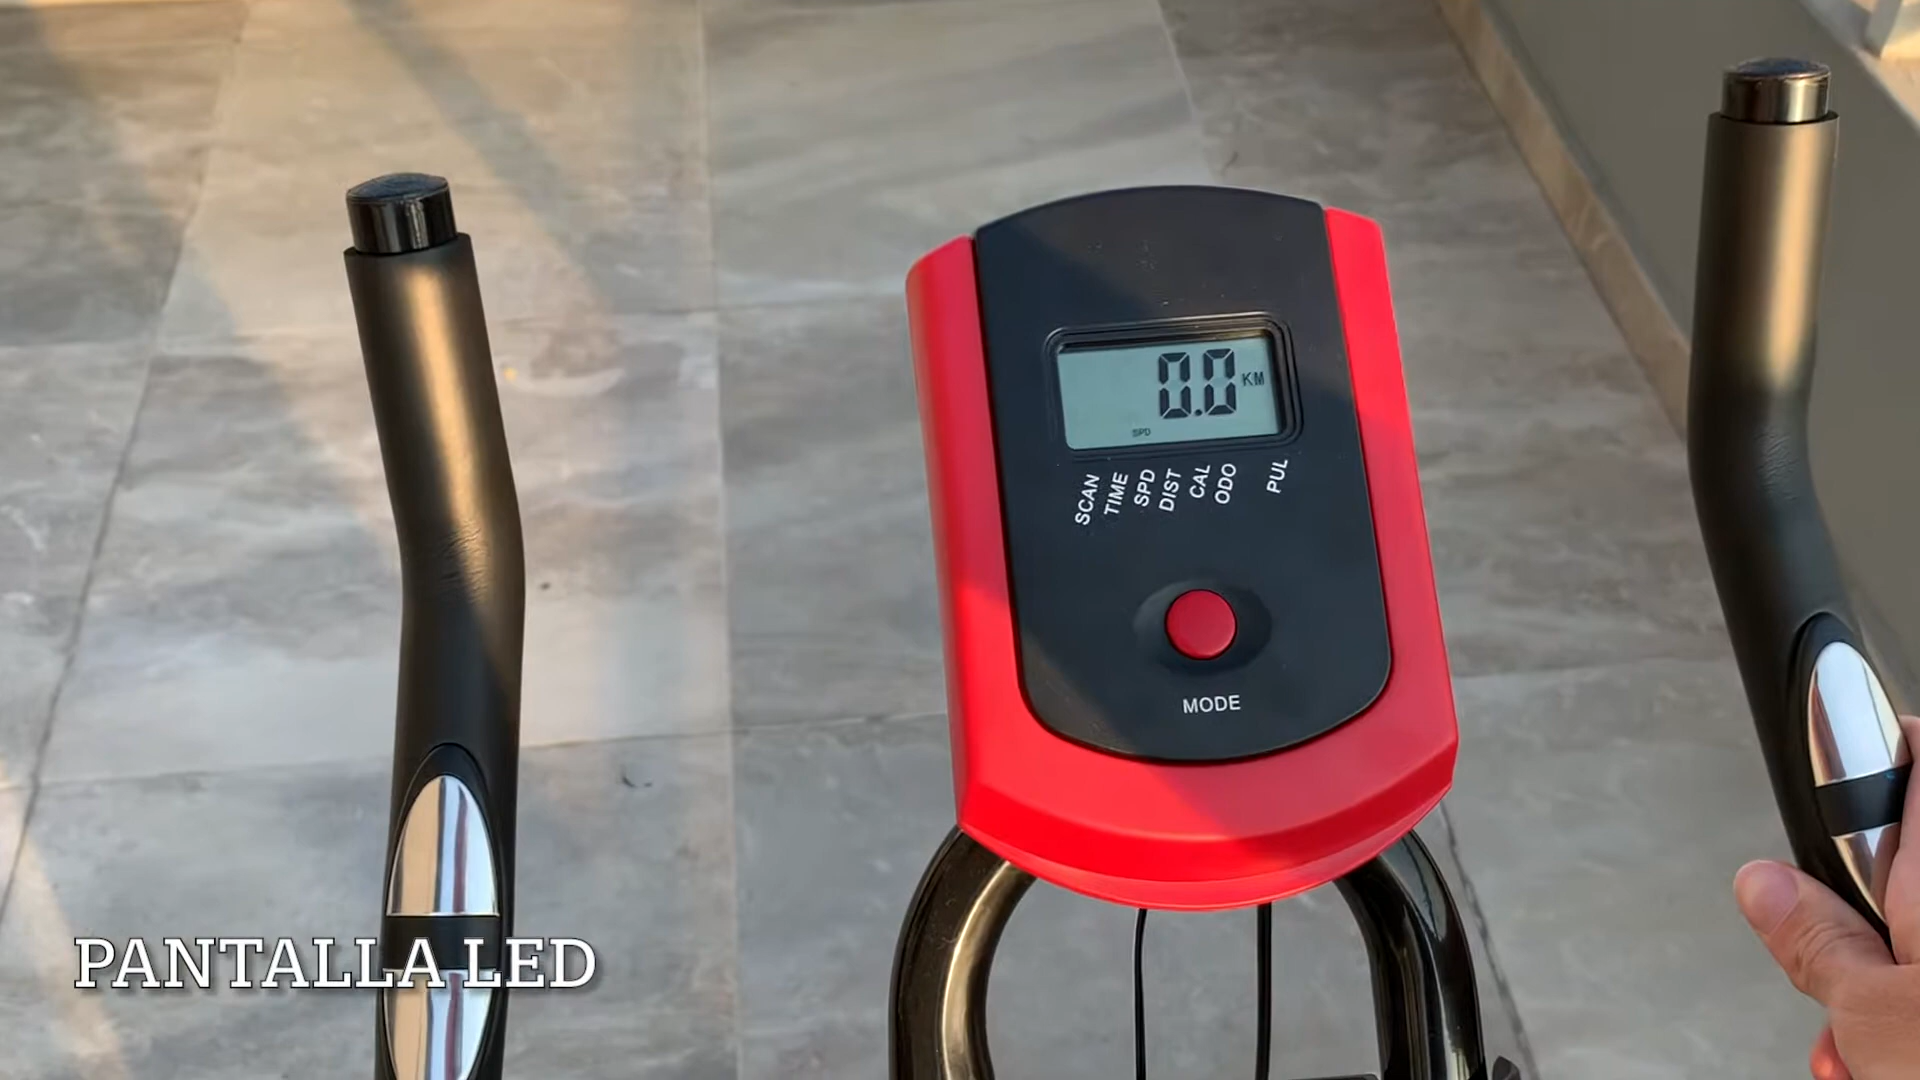 0.0 KM
SPD
SCAN
TIME
SPD
DIST
CAL
ODO
PUL
MODE
PANTALLA LED